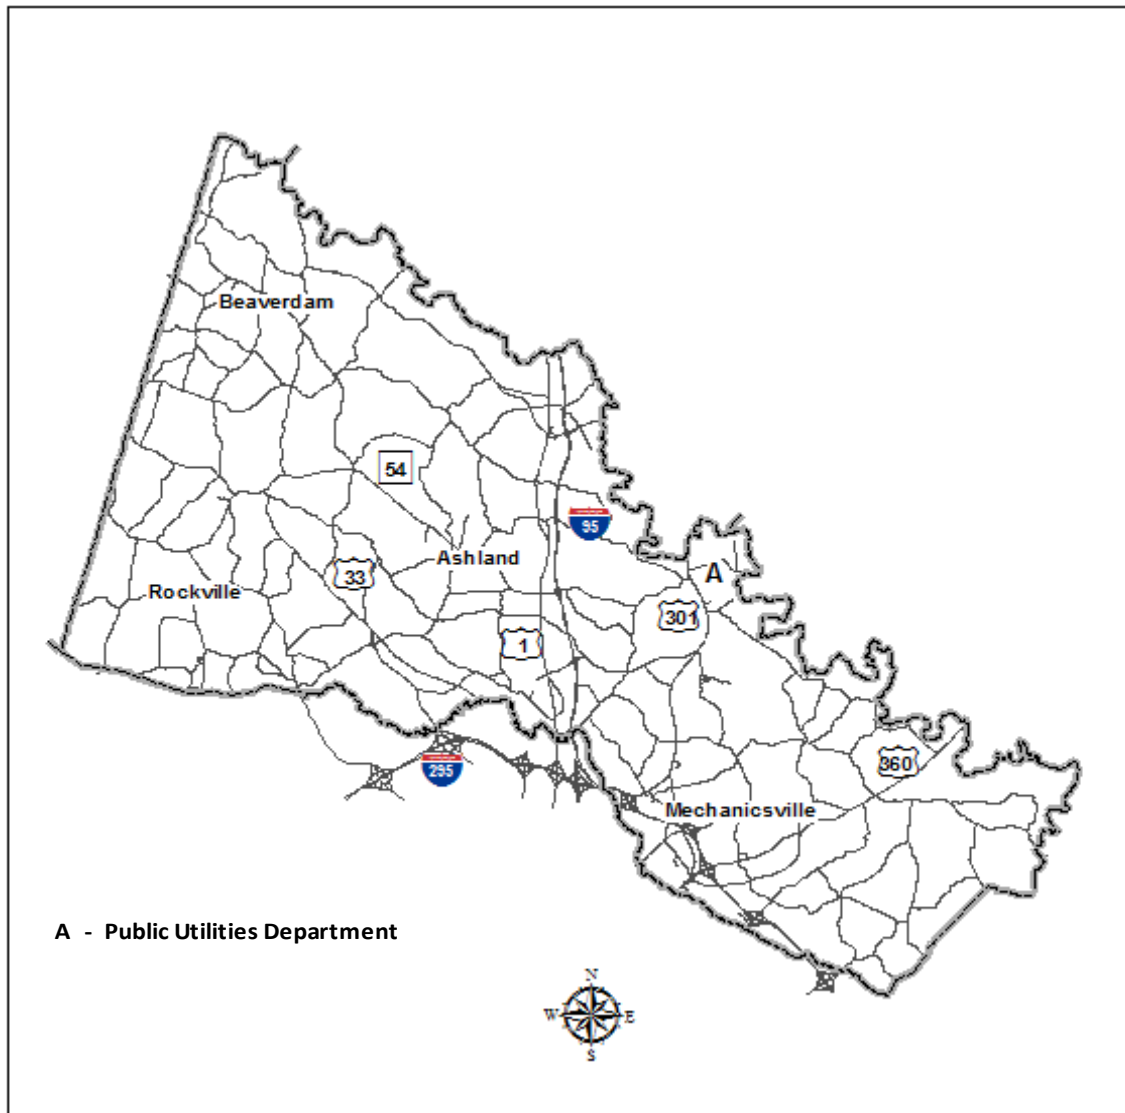 Beaverdam
54
95
Ashland
A
33
Rockville
301
1
360
295
Mechanicsville
A - Public Utilities Department
N
W E
S